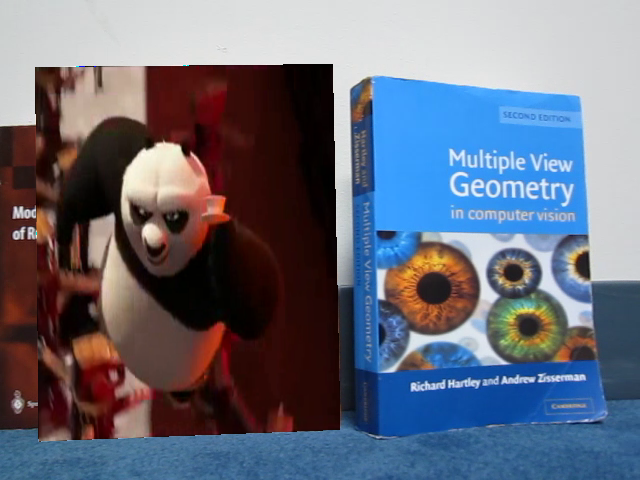 Mod
of R
SECOND EDITION
Multiple View
Geometry
in computer vision
Richard Hartley and Andrew Zisserman
CAMBRIDGE
Hartley and
Zisserman
Multiple View Geometry